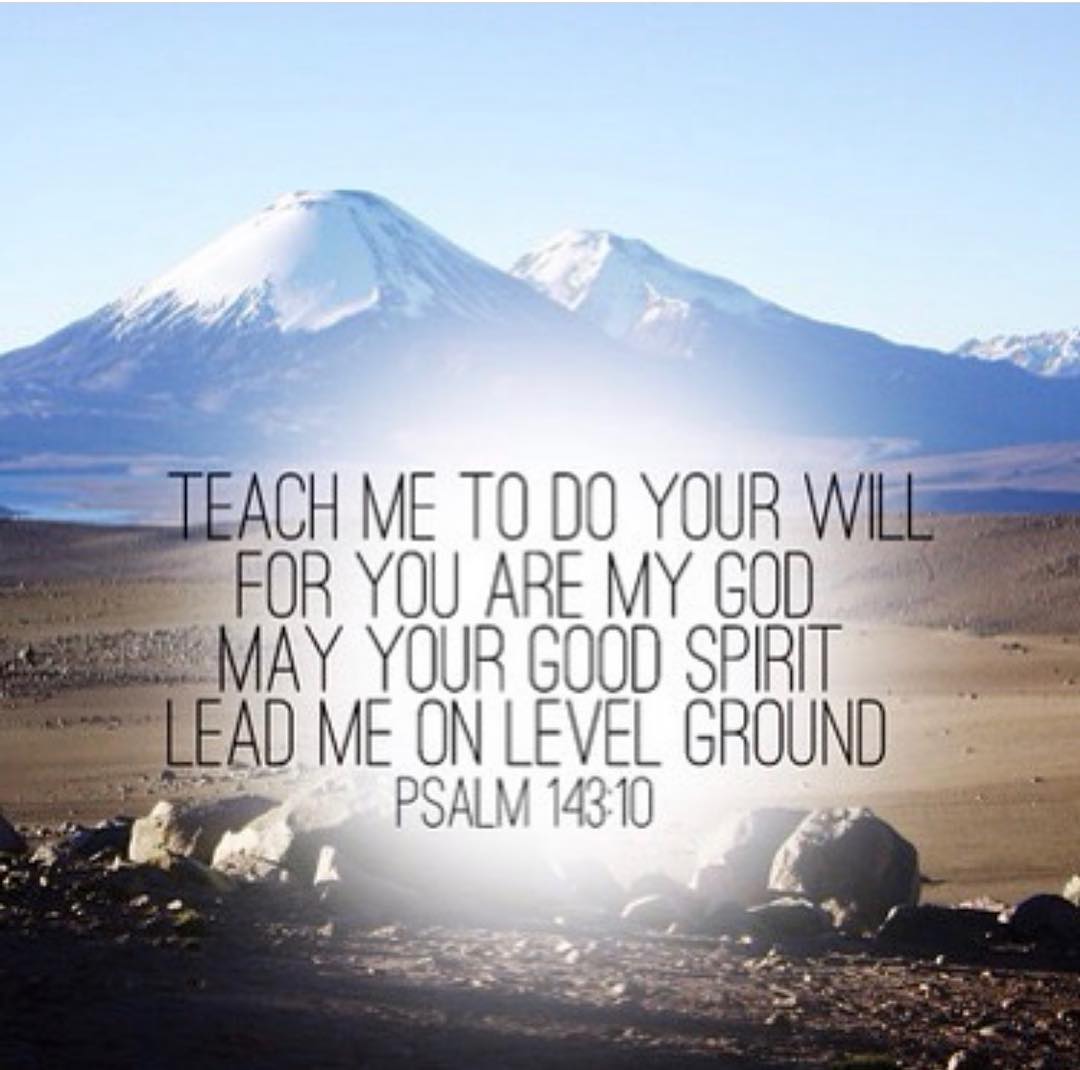 TEACH ME TO DO YOUR WILL
FOR YOU ARE MY GOD
MAY YOUR GOOD SPIRIT
LEAD ME ON LEVEL GROUND
PSALM 143:10